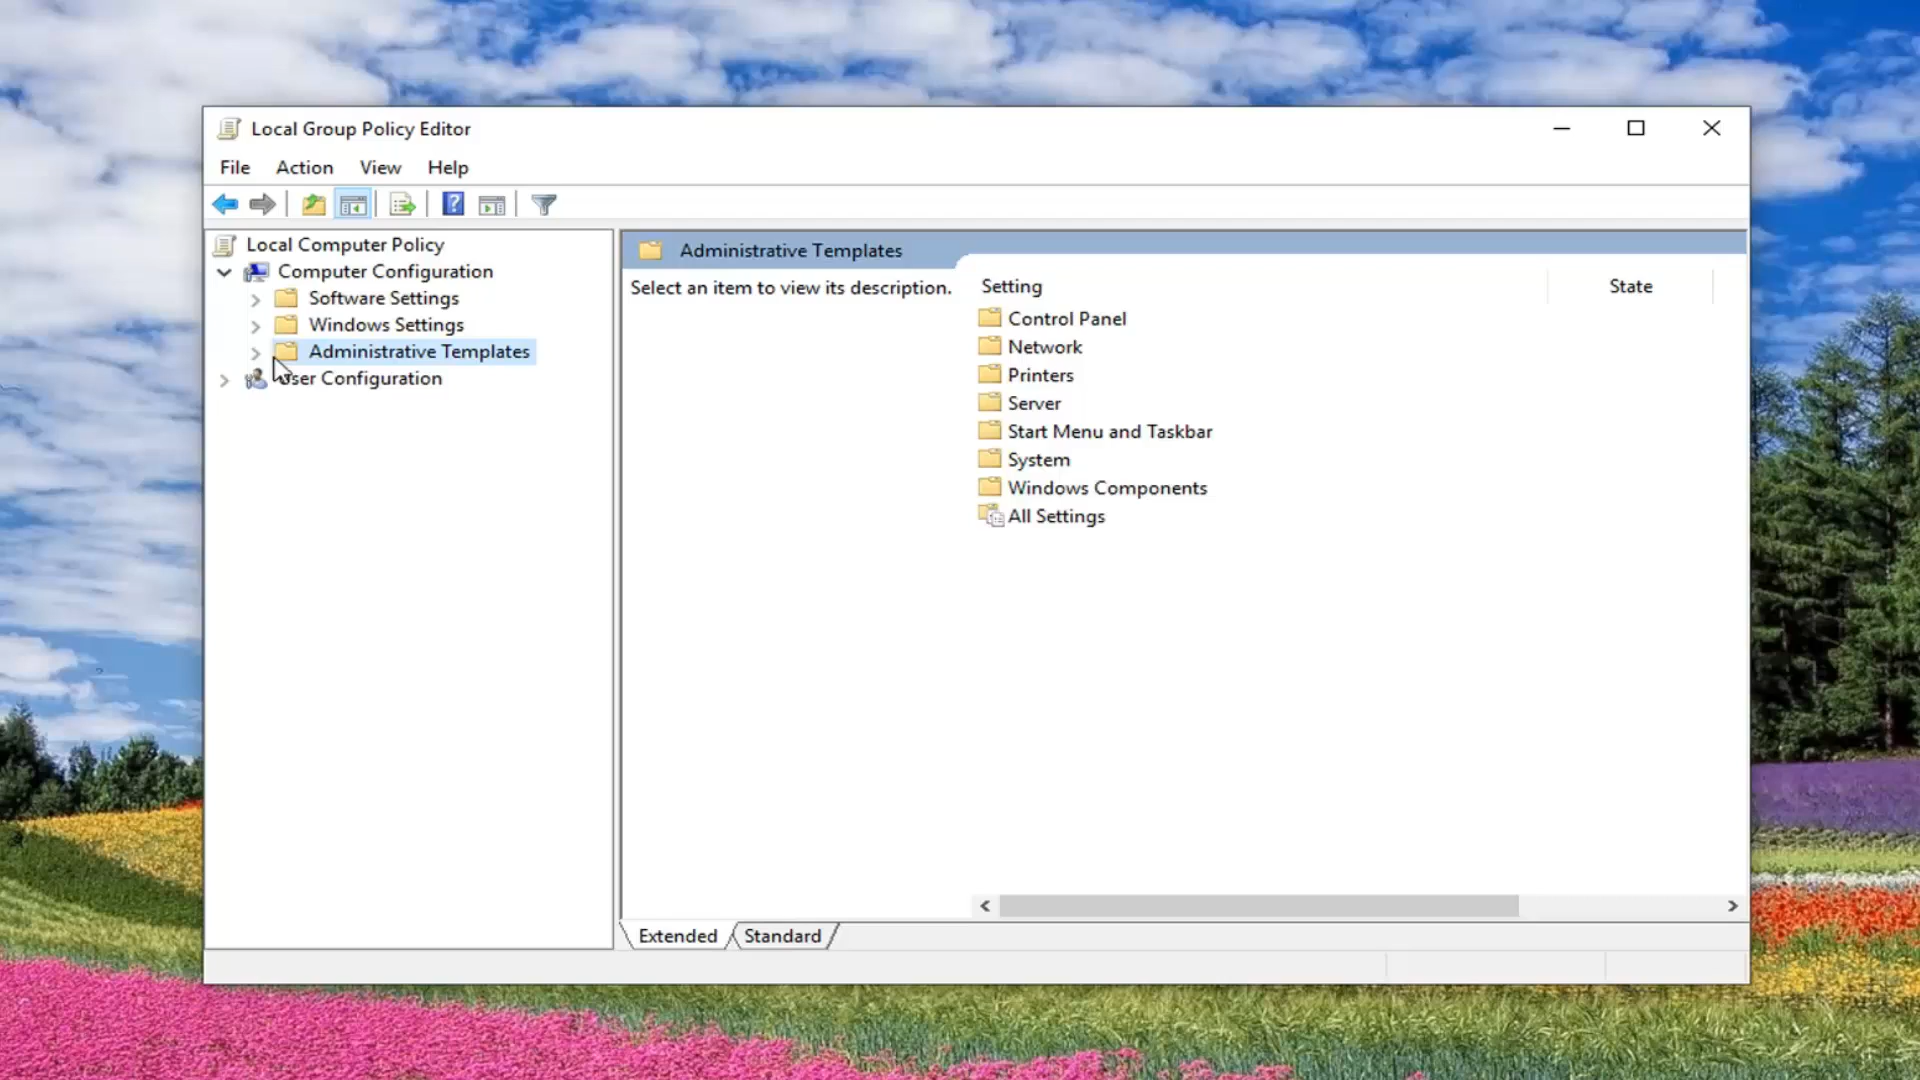 Local Group Policy Editor
File Action View Help
Local Computer Policy
Computer Configuration
Software Settings
Windows Settings
Administrative Templates
User Configuration
Administrative Templates
Select an item to view its description.
Setting State
Control Panel
Network
Printers
Server
Start Menu and Taskbar
System
Windows Components
All Settings
Extended Standard